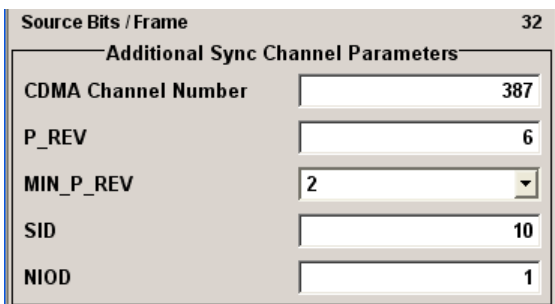 Source Bits / Frame 32
Additional Sync Channel Parameters
CDMA Channel Number 387
P_REV 6
MIN_P_REV 2
SID 10
NIOD 1